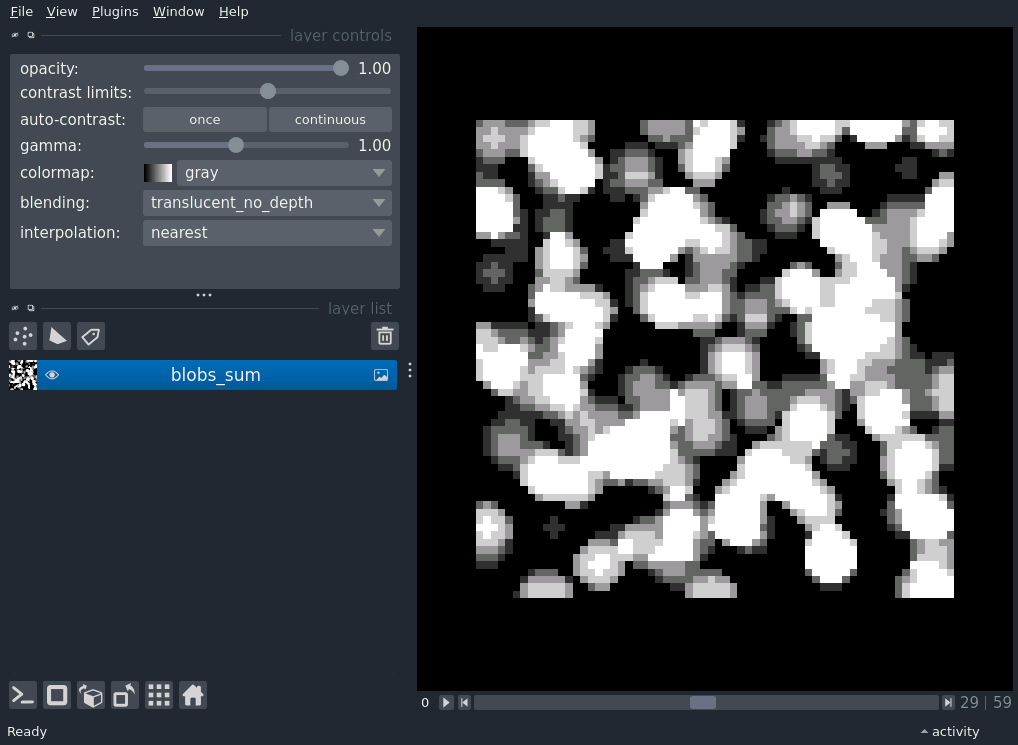 File View Plugins Window Help
layer controls
opacity: 1.00
contrast limits:
auto-contrast: once continuous
gamma: 1.00
colormap: gray
blending: translucent_no_depth
interpolation: nearest
layer list
blobs_sum
0 29 | 59
Ready activity